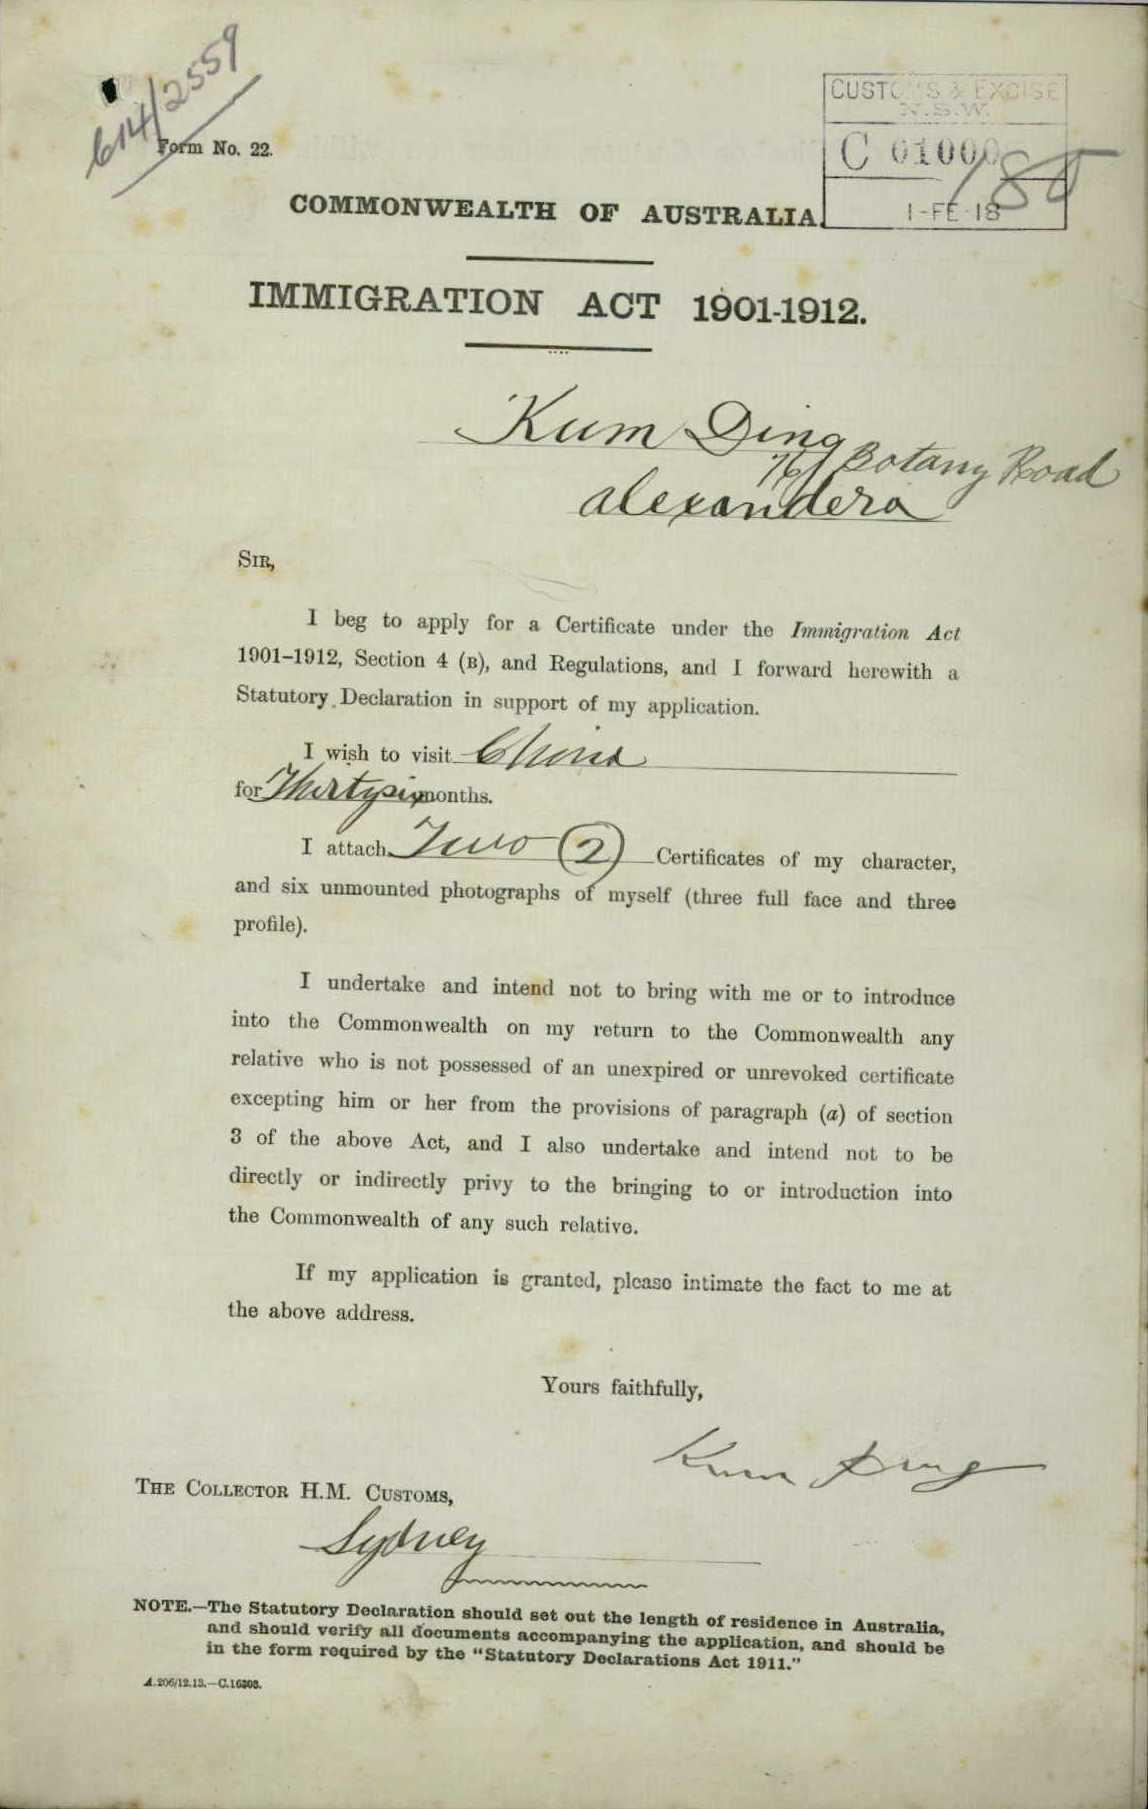 614/2559
Form No. 22.
CUSTOMS & EXCISE
N.S.W.
C 01000
1-FE-18
COMMONWEALTH OF AUSTRALIA.
IMMIGRATION ACT 1901-1912.
Kum Ding
Botany Road
alexandera
SIR,
I beg to apply for a Certificate under the Immigration Act
1901–1912, Section 4 (B), and Regulations, and I forward herewith a
Statutory Declaration in support of my application.
I wish to visit China
for Thirtysix months.
I attach Two (2) Certificates of my character,
and six unmounted photographs of myself (three full face and three
profile).
I undertake and intend not to bring with me or to introduce
into the Commonwealth on my return to the Commonwealth any
relative who is not possessed of an unexpired or unrevoked certificate
excepting him or her from the provisions of paragraph (a) of section
3 of the above Act, and I also undertake and intend not to be
directly or indirectly privy to the bringing to or introduction into
the Commonwealth of any such relative.
If my application is granted, please intimate the fact to me at
the above address.
Yours faithfully,
Kum Ding
THE COLLECTOR H.M. CUSTOMS,
Sydney
NOTE.—The Statutory Declaration should set out the length of residence in Australia,
and should verify all documents accompanying the application, and should be
in the form required by the "Statutory Declarations Act 1911."
A.206/12.13.—C.16303.